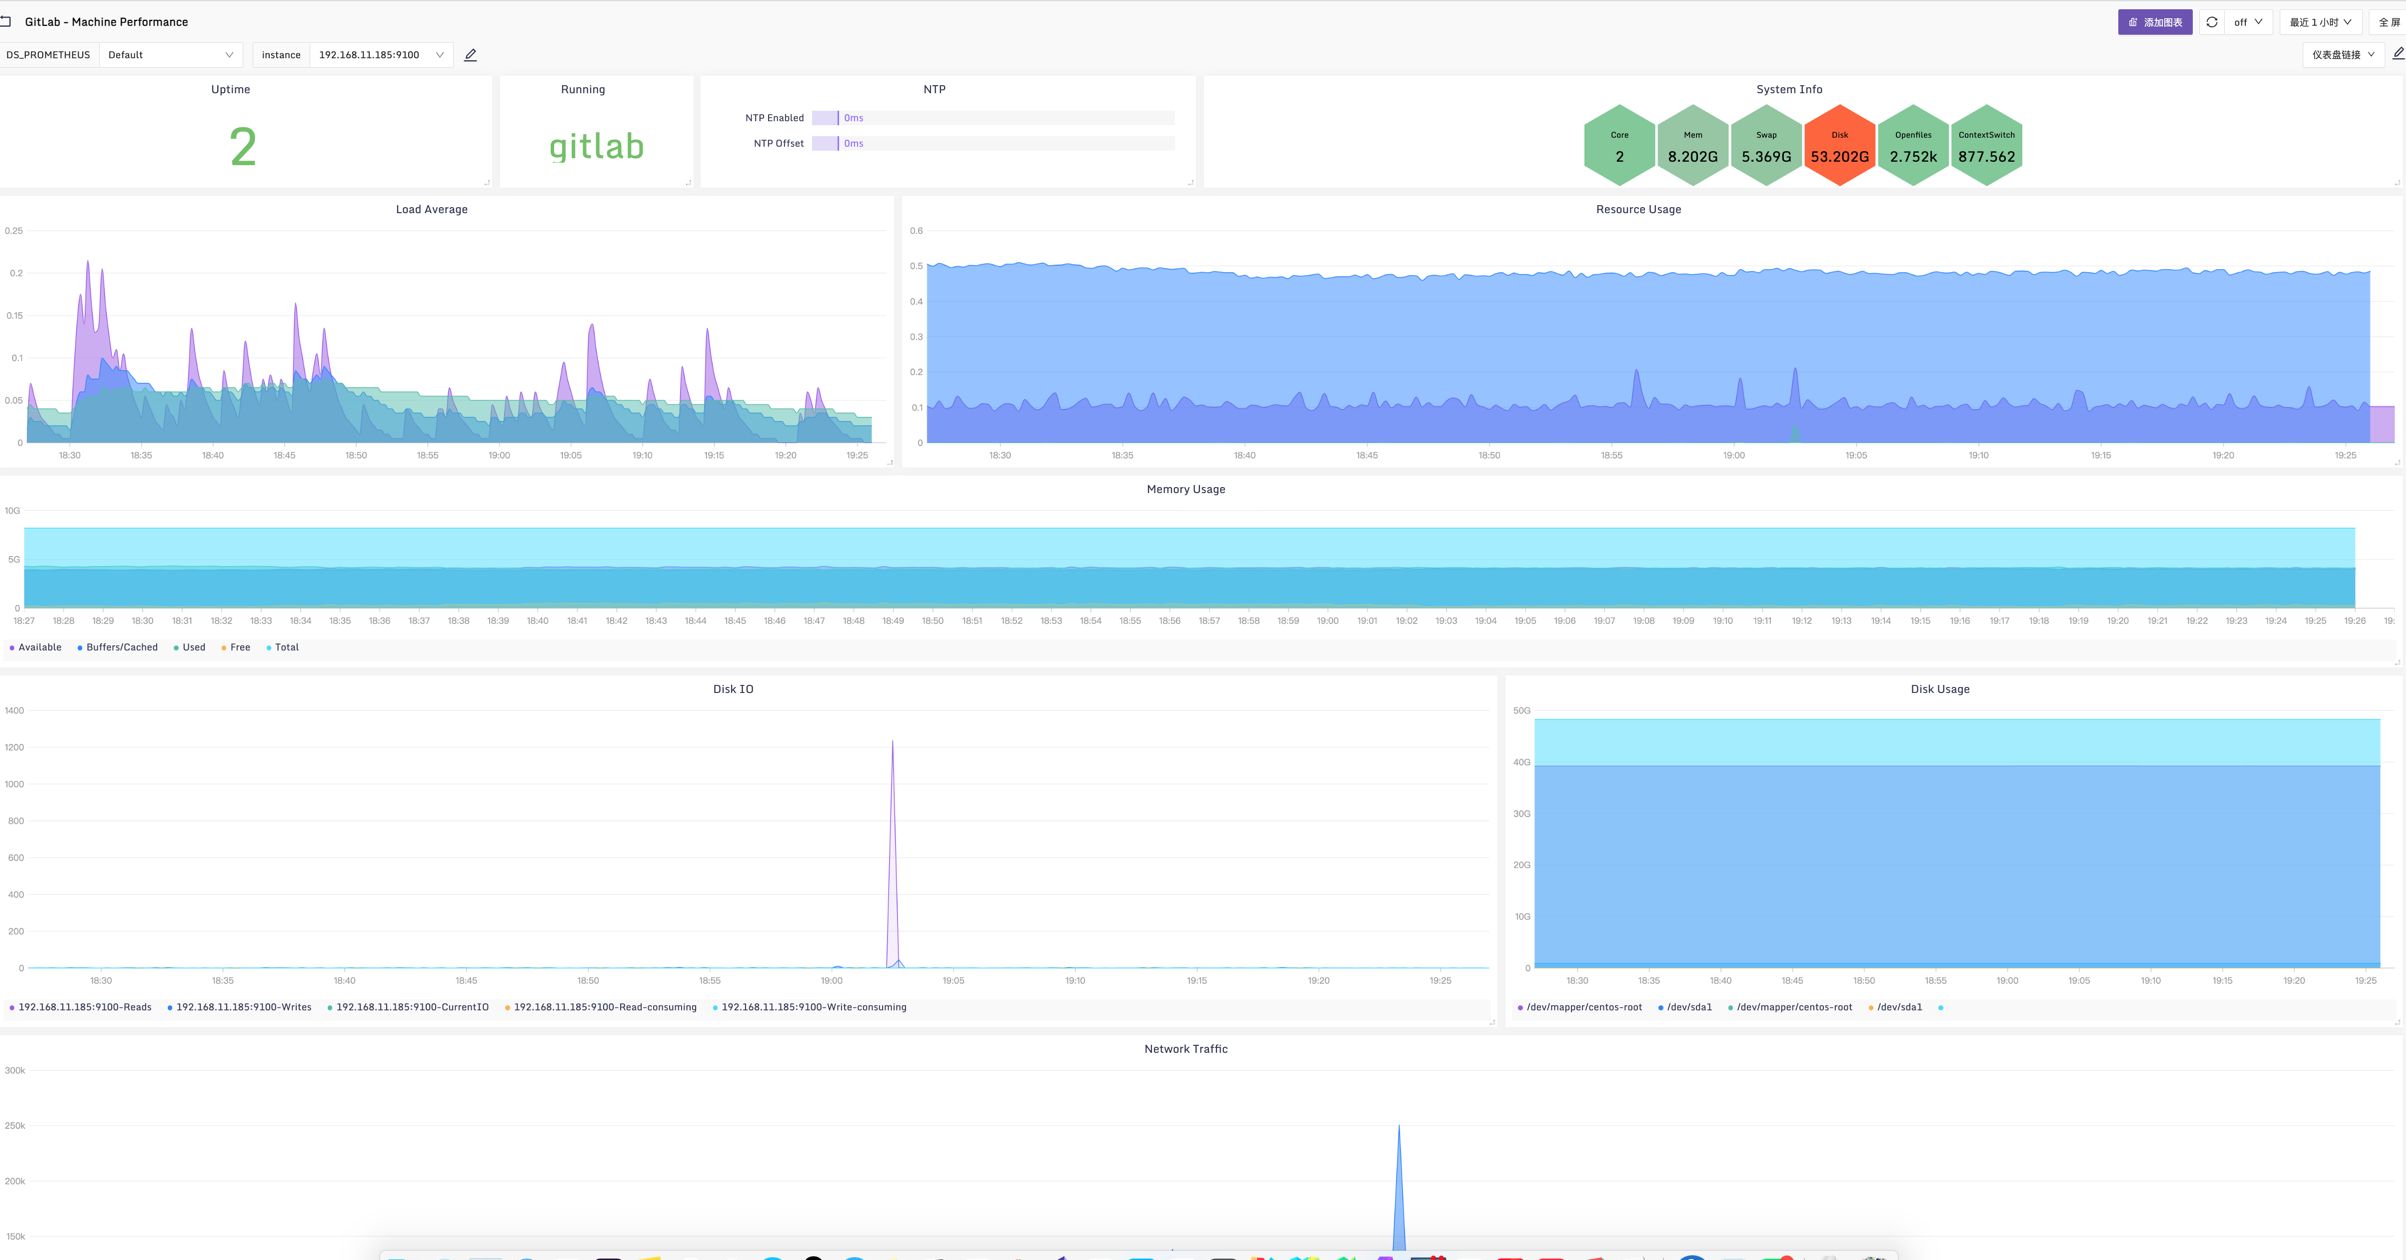 GitLab - Machine Performance
添加图表 off 最近 1 小时 全 屏
DS_PROMETHEUS Default instance 192.168.11.185:9100 仪表盘链接
Uptime
2
Running
gitlab
NTP
NTP Enabled 0ms
NTP Offset 0ms
System Info
Core Mem Swap Disk Openfiles ContextSwitch
2 8.202G 5.369G 53.202G 2.752k 877.562
Load Average
0.25
0.2
0.15
0.1
0.05
0
18:30 18:35 18:40 18:45 18:50 18:55 19:00 19:05 19:10 19:15 19:20 19:25
Resource Usage
0.6
0.5
0.4
0.3
0.2
0.1
0
18:30 18:35 18:40 18:45 18:50 18:55 19:00 19:05 19:10 19:15 19:20 19:25
Memory Usage
10G
5G
0
18:27 18:28 18:29 18:30 18:31 18:32 18:33 18:34 18:35 18:36 18:37 18:38 18:39 18:40 18:41 18:42 18:43 18:44 18:45 18:46 18:47 18:48 18:49 18:50 18:51 18:52 18:53 18:54 18:55 18:56 18:57 18:58 18:59 19:00 19:01 19:02 19:03 19:04 19:05 19:06 19:07 19:08 19:09 19:10 19:11 19:12 19:13 19:14 19:15 19:16 19:17 19:18 19:19 19:20 19:21 19:22 19:23 19:24 19:25 19:26 19:
Available Buffers/Cached Used Free Total
Disk IO
1400
1200
1000
800
600
400
200
0
18:30 18:35 18:40 18:45 18:50 18:55 19:00 19:05 19:10 19:15 19:20 19:25
192.168.11.185:9100-Reads 192.168.11.185:9100-Writes 192.168.11.185:9100-CurrentIO 192.168.11.185:9100-Read-consuming 192.168.11.185:9100-Write-consuming
Disk Usage
50G
40G
30G
20G
10G
0
18:30 18:35 18:40 18:45 18:50 18:55 19:00 19:05 19:10 19:15 19:20 19:25
/dev/mapper/centos-root /dev/sda1 /dev/mapper/centos-root /dev/sda1
Network Traffic
300k
250k
200k
150k